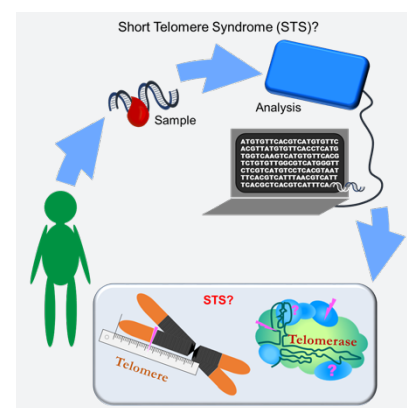 Short Telomere Syndrome (STS)?
Sample
Analysis
ATGTGTTCACGTCATGTGTTC
ACGTTATGTGTTCACCTCATG
TGGTCAAGTCATGTGTTCACG
TCTGTGTTGGCGTCATGGGTT
CTCGTCATGTCCTCACGTAAT
TTCACGTCATTTAACGTCATT
TCACGCTCACGTCATTTCA
STS?
?
Telomerase
Telomere
?